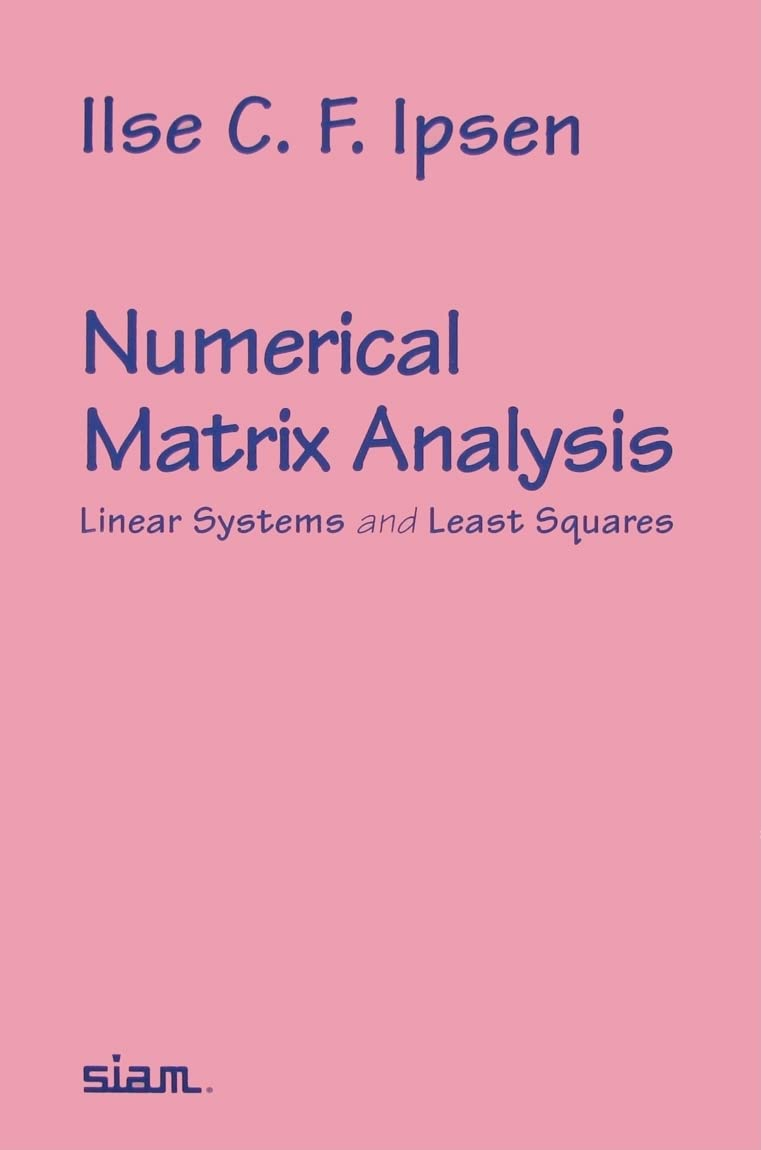 Ilse C. F. Ipsen
Numerical
Matrix Analysis
Linear Systems and Least Squares
siam.